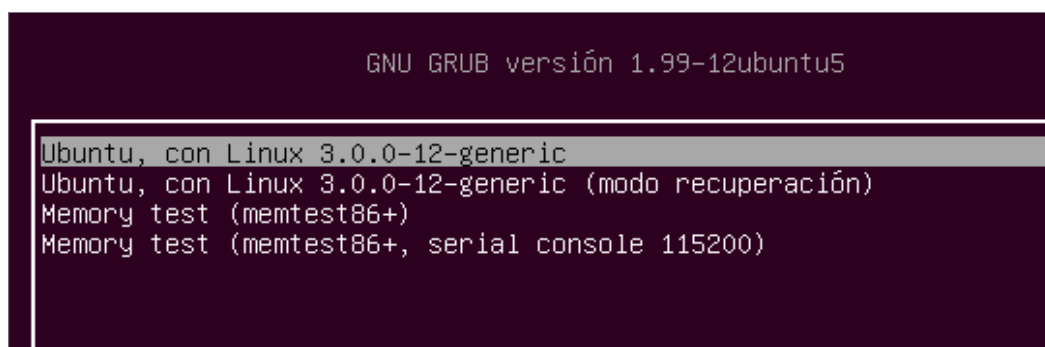 GNU GRUB versión 1.99-12ubuntu5
Ubuntu, con Linux 3.0.0-12-generic
Ubuntu, con Linux 3.0.0-12-generic (modo recuperación)
Memory test (memtest86+)
Memory test (memtest86+, serial console 115200)